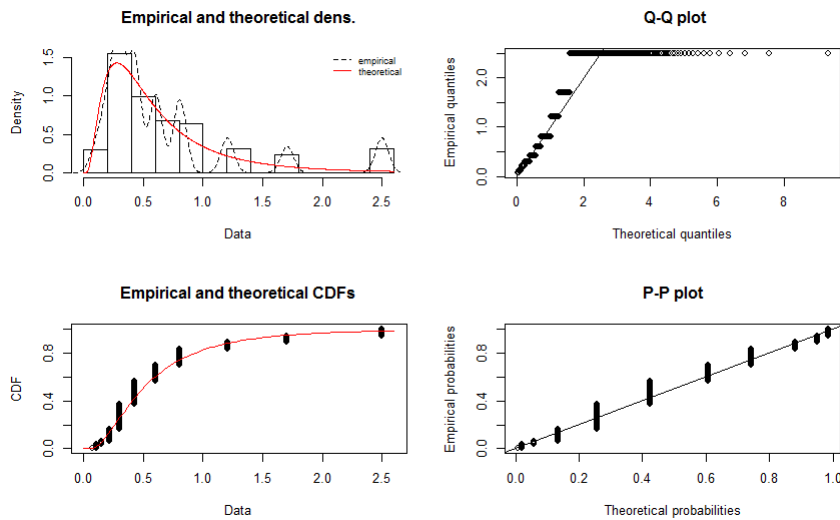 Empirical and theoretical dens.
Density
0.0 0.5 1.0 1.5
empirical
theoretical
0.0 0.5 1.0 1.5 2.0 2.5
Data
Q-Q plot
Empirical quantiles
0.0 1.0 2.0
0 2 4 6 8
Theoretical quantiles
Empirical and theoretical CDFs
CDF
0.0 0.4 0.8
0.0 0.5 1.0 1.5 2.0 2.5
Data
P-P plot
Empirical probabilities
0.0 0.4 0.8
0.0 0.2 0.4 0.6 0.8 1.0
Theoretical probabilities